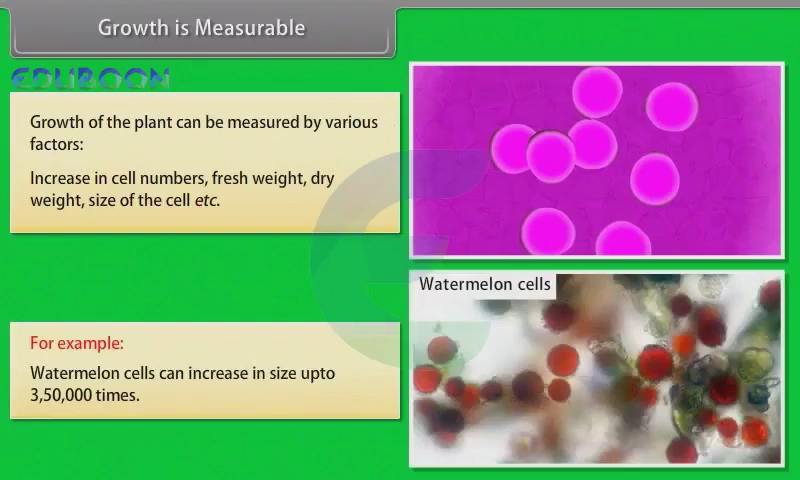 Growth is Measurable
EDUBOON
Growth of the plant can be measured by various
factors:
Increase in cell numbers, fresh weight, dry
weight, size of the cell etc.
Watermelon cells
For example:
Watermelon cells can increase in size upto
3,50,000 times.